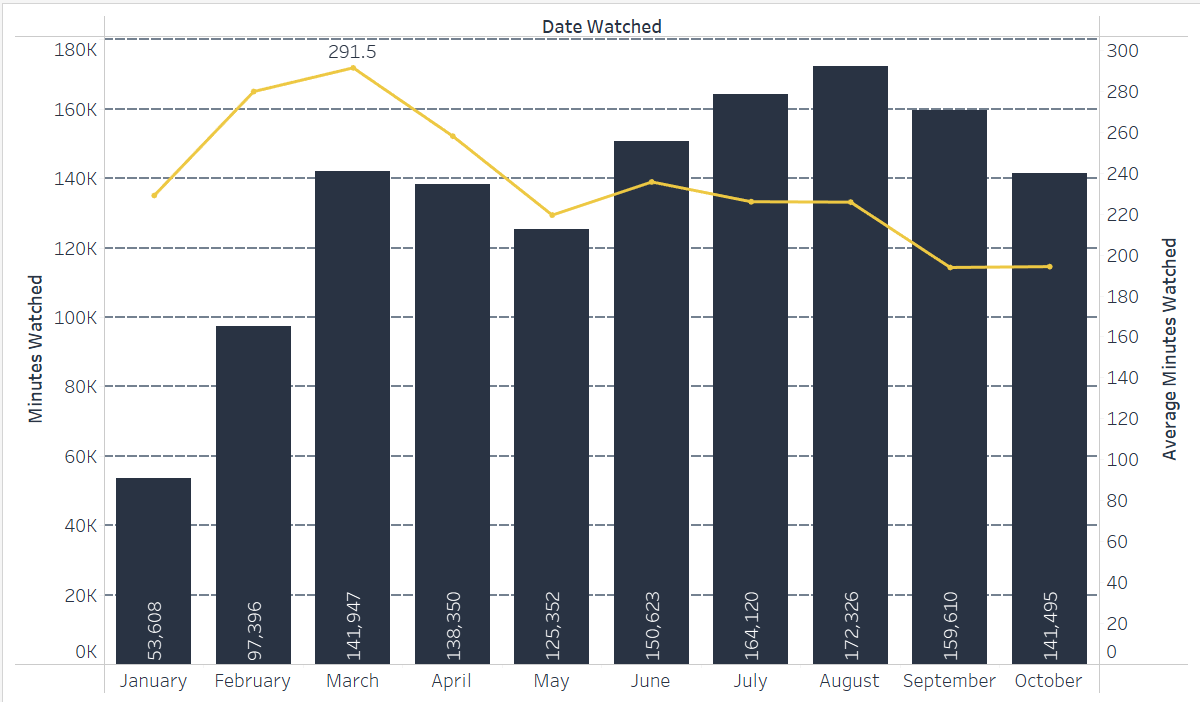 Date Watched
Minutes Watched
180K
160K
140K
120K
100K
80K
60K
40K
20K
0K
291.5
53,608
97,396
141,947
138,350
125,352
150,623
164,120
172,326
159,610
141,495
300
280
260
240
220
200
180
160
140
120
100
80
60
40
20
0
Average Minutes Watched
January February March April May June July August September October